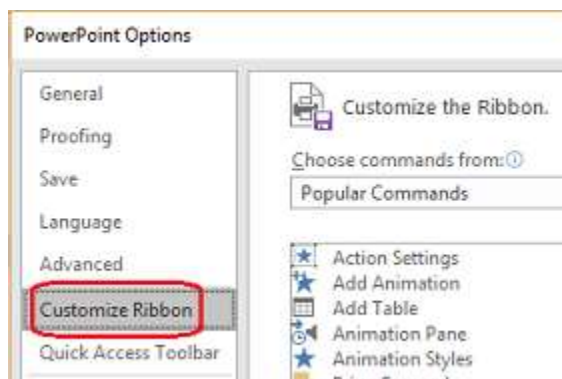 PowerPoint Options
General
Proofing
Save
Language
Advanced
Customize Ribbon
Quick Access Toolbar
Customize the Ribbon.
Choose commands from:
Popular Commands
Action Settings
Add Animation
Add Table
Animation Pane
Animation Styles